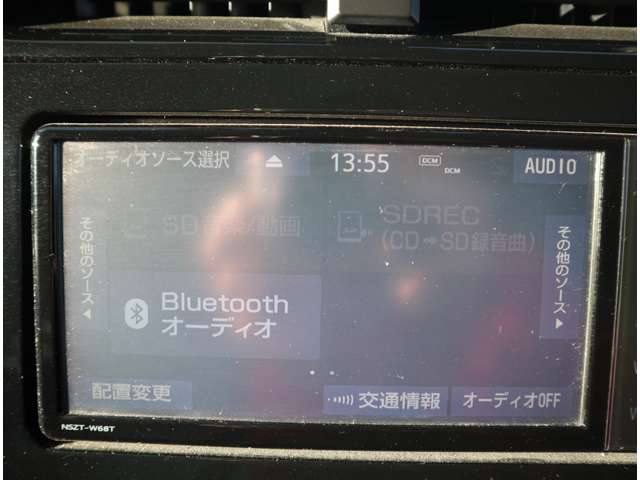 オーディオソース選択
13:55
DCM
DCM
AUDIO
その他のソース
SD音楽/動画
SDREC
(CD➡SD録音曲)
その他のソース
Bluetooth
オーディオ
配置変更
交通情報
オーディオOFF
NSZT-W68T